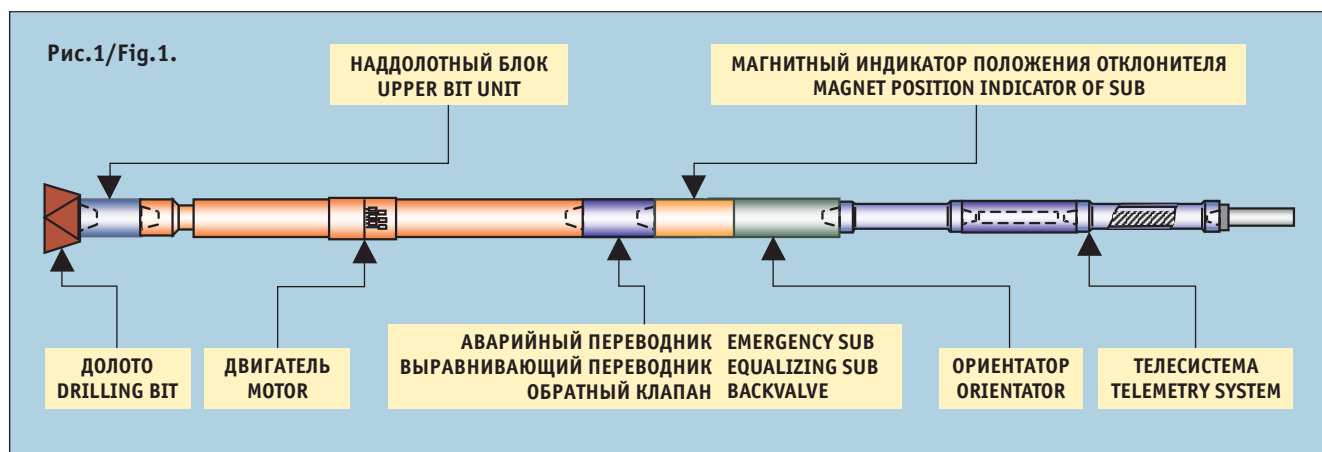 Рис.1/Fig.1.
НАДДОЛОТНЫЙ БЛОК
UPPER BIT UNIT
МАГНИТНЫЙ ИНДИКАТОР ПОЛОЖЕНИЯ ОТКЛОНИТЕЛЯ
MAGNET POSITION INDICATOR OF SUB
ДОЛОТО
DRILLING BIT
ДВИГАТЕЛЬ
MOTOR
АВАРИЙНЫЙ ПЕРЕВОДНИК EMERGENCY SUB
ВЫРАВНИВАЮЩИЙ ПЕРЕВОДНИК EQUALIZING SUB
ОБРАТНЫЙ КЛАПАН BACKVALVE
ОРИЕНТАТОР
ORIENTATOR
ТЕЛЕСИСТЕМА
TELEMETRY SYSTEM